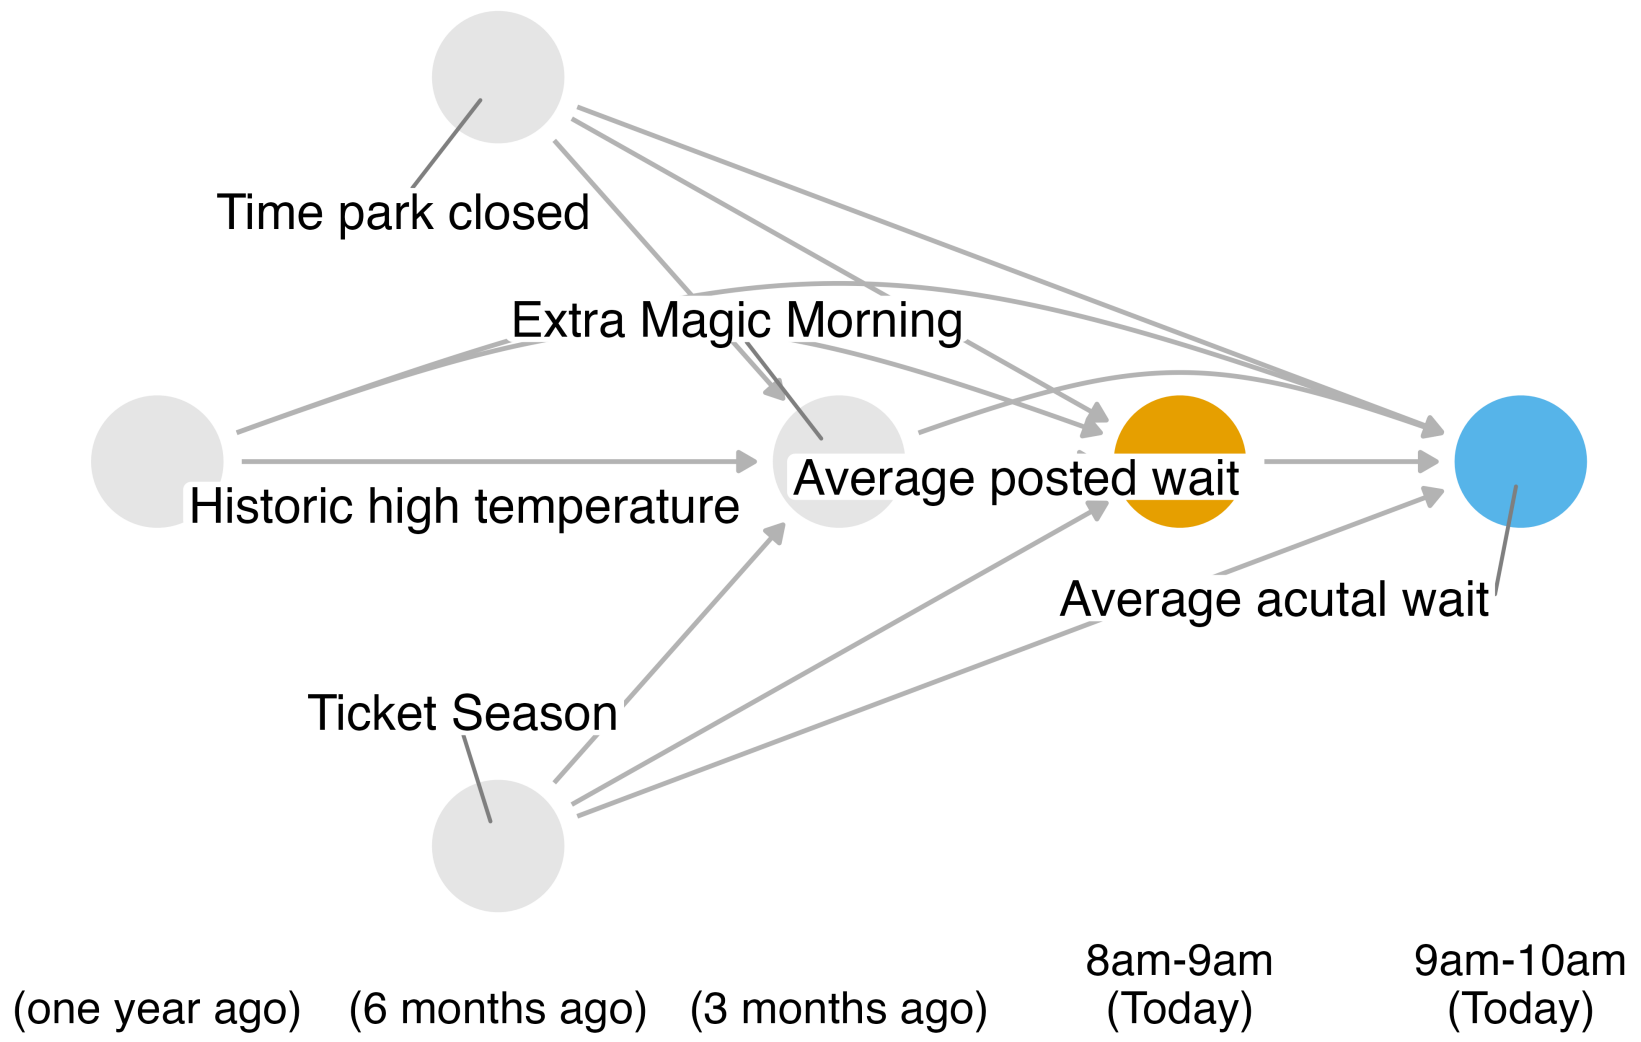 Time park closed
Extra Magic Morning
Average posted wait
Historic high temperature
Average acutal wait
Ticket Season
8am-9am
(Today)
9am-10am
(Today)
(one year ago)
(6 months ago)
(3 months ago)